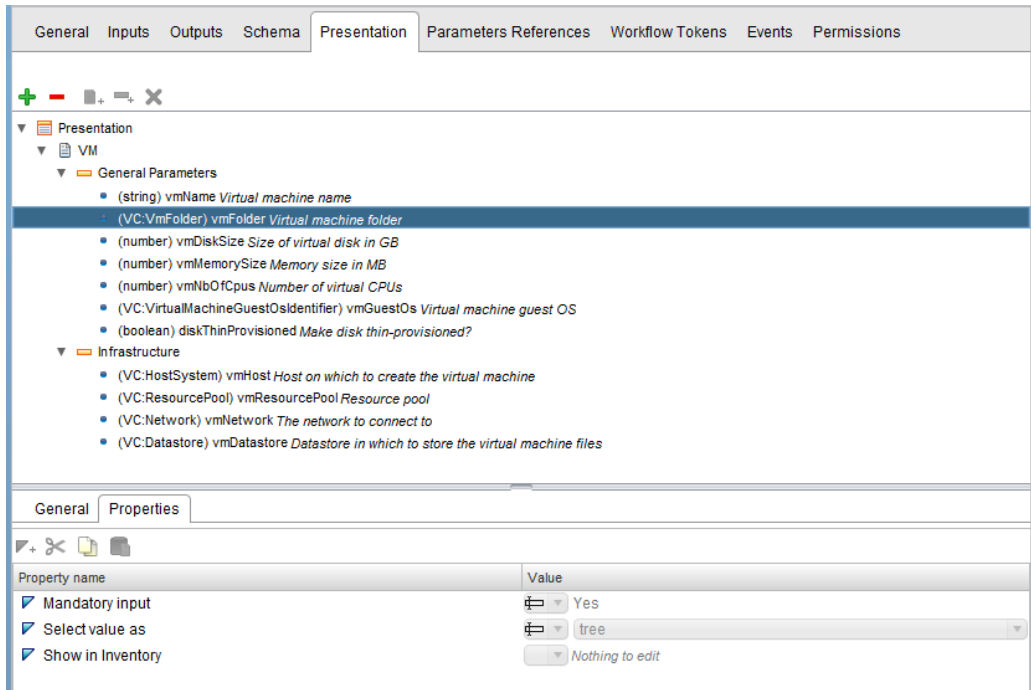 General Inputs Outputs Schema Presentation Parameters References Workflow Tokens Events Permissions
Presentation
VM
General Parameters
(string) vmName Virtual machine name
(VC:VmFolder) vmFolder Virtual machine folder
(number) vmDiskSize Size of virtual disk in GB
(number) vmMemorySize Memory size in MB
(number) vmNbOfCpus Number of virtual CPUs
(VC:VirtualMachineGuestOsIdentifier) vmGuestOs Virtual machine guest OS
(boolean) diskThinProvisioned Make disk thin-provisioned?
Infrastructure
(VC:HostSystem) vmHost Host on which to create the virtual machine
(VC:ResourcePool) vmResourcePool Resource pool
(VC:Network) vmNetwork The network to connect to
(VC:Datastore) vmDatastore Datastore in which to store the virtual machine files
General Properties
Property name Value
Mandatory input Yes
Select value as tree
Show in Inventory Nothing to edit